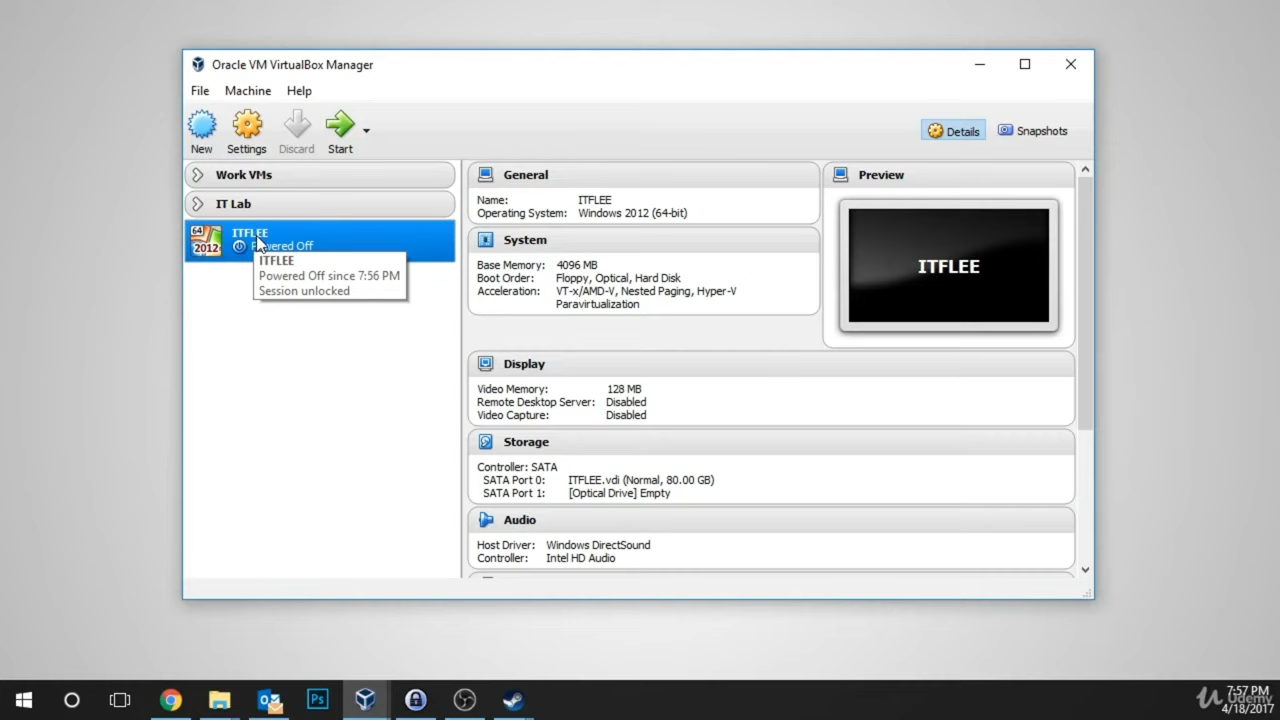 Oracle VM VirtualBox Manager
File Machine Help
New Settings Discard Start
Details Snapshots
Work VMs
IT Lab
64
2012
ITFLEE
Powered Off
ITFLEE
Powered Off since 7:56 PM
Session unlocked
General
Name: ITFLEE
Operating System: Windows 2012 (64-bit)
System
Base Memory: 4096 MB
Boot Order: Floppy, Optical, Hard Disk
Acceleration: VT-x/AMD-V, Nested Paging, Hyper-V
Paravirtualization
Preview
ITFLEE
Display
Video Memory: 128 MB
Remote Desktop Server: Disabled
Video Capture: Disabled
Storage
Controller: SATA
SATA Port 0: ITFLEE.vdi (Normal, 80.00 GB)
SATA Port 1: [Optical Drive] Empty
Audio
Host Driver: Windows DirectSound
Controller: Intel HD Audio
Ps
7:57 PM
4/18/2017
Udemy